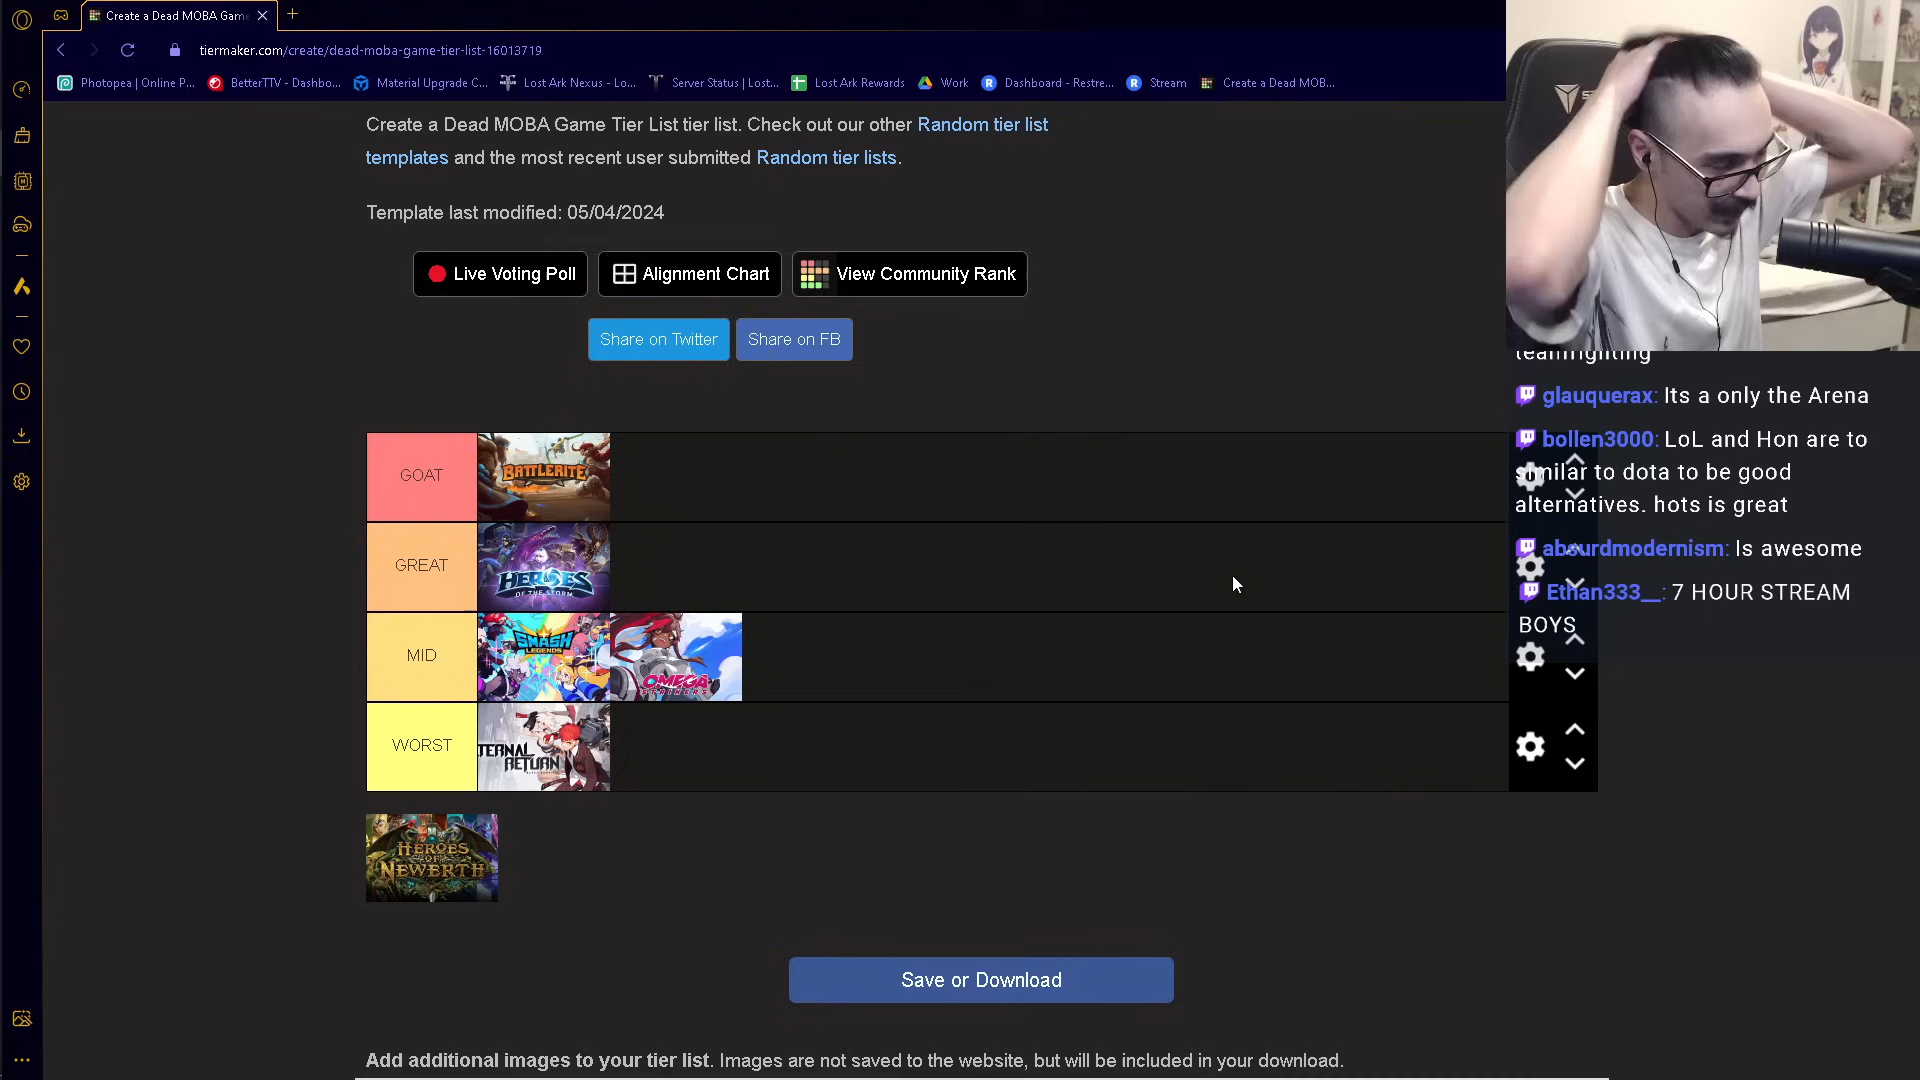 Create a Dead MOBA Game
tiermaker.com/create/dead-moba-game-tier-list-16013719
Photopea | Online P...
BetterTTV - Dashbo...
Material Upgrade C...
Lost Ark Nexus - Lo...
Server Status | Lost...
Lost Ark Rewards
Work
Dashboard - Restre...
Stream
Create a Dead MOB...
Create a Dead MOBA Game Tier List tier list. Check out our other Random tier list
templates and the most recent user submitted Random tier lists.
Template last modified: 05/04/2024
Live Voting Poll
Alignment Chart
View Community Rank
Share on Twitter
Share on FB
teamfighting
glauquerax: Its a only the Arena
bollen3000: LoL and Hon are to
similar to dota to be good
alternatives. hots is great
absurdmodernism: Is awesome
Ethan333__: 7 HOUR STREAM
BOYS
GOAT
BATTLERITE
GREAT
HEROES
OF THE STORM
MID
SMASH
LEGENDS
OMEGA
STRIKERS
WORST
TERNAL
RETURN
HEROES
OF
NEWERTH
Save or Download
Add additional images to your tier list. Images are not saved to the website, but will be included in your download.